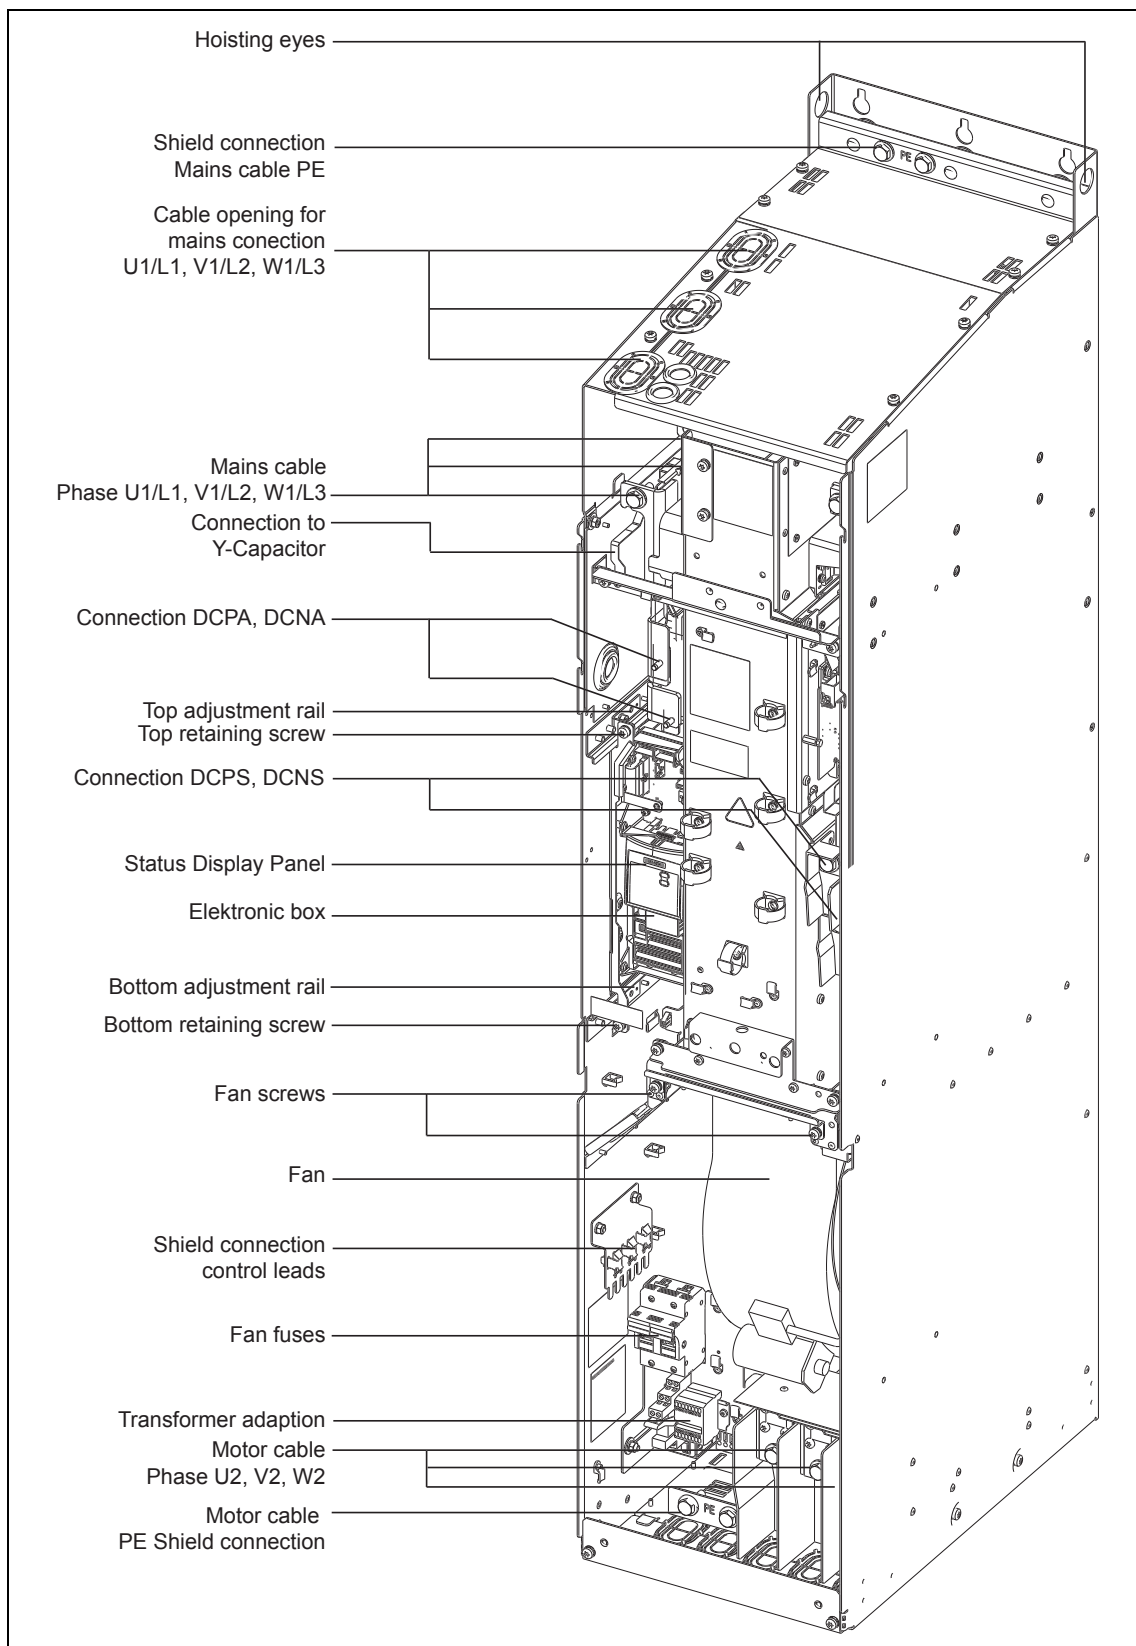 Hoisting eyes
Shield connection
Mains cable PE
PE
Cable opening for
mains conection
U1/L1, V1/L2, W1/L3
Mains cable
Phase U1/L1, V1/L2, W1/L3
Connection to
Y-Capacitor
Connection DCPA, DCNA
Top adjustment rail
Top retaining screw
Connection DCPS, DCNS
Status Display Panel
Elektronic box
Bottom adjustment rail
Bottom retaining screw
Fan screws
Fan
Shield connection
control leads
Fan fuses
Transformer adaption
Motor cable
Phase U2, V2, W2
Motor cable
PE Shield connection
PE